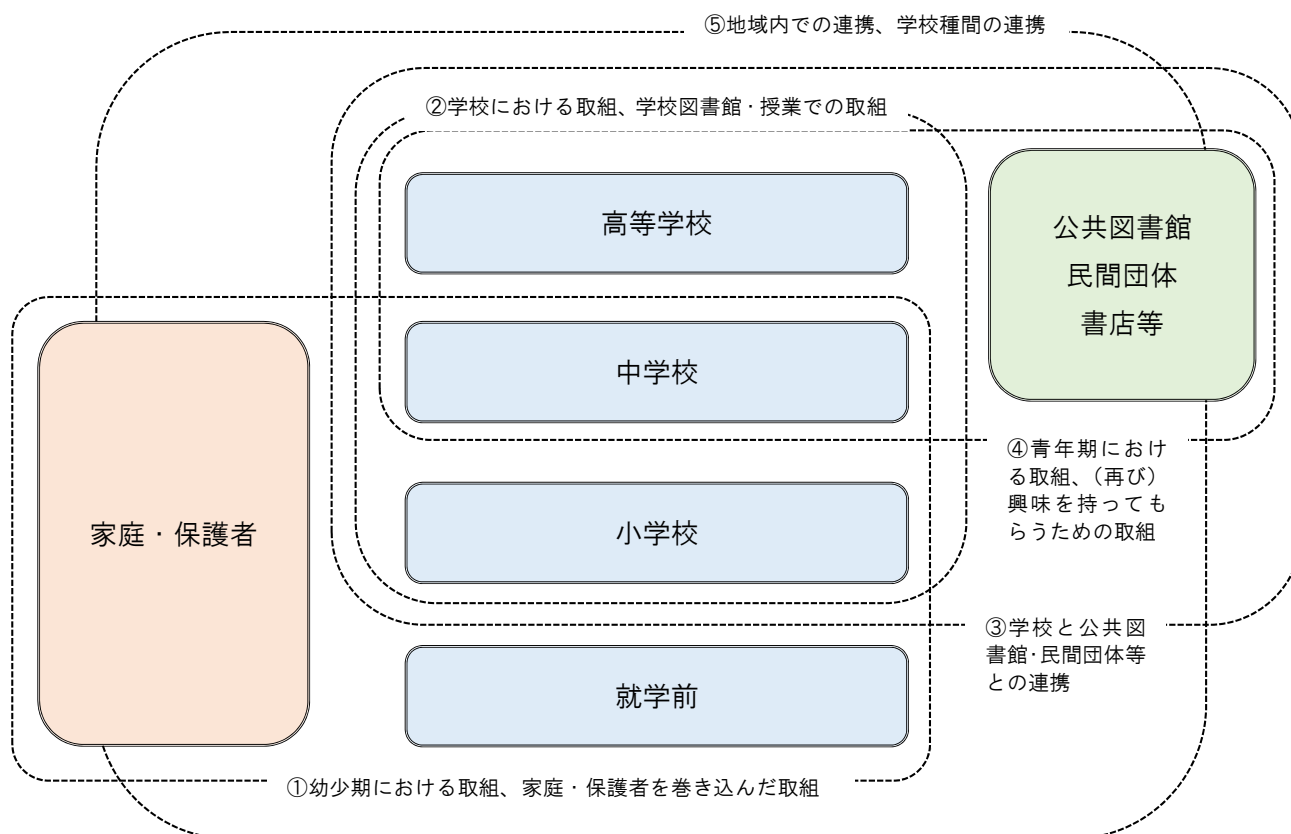 ⑤地域内での連携、学校種間の連携
②学校における取組、学校図書館・授業での取組
高等学校
公共図書館
民間団体
書店等
中学校
④青年期におけ
る取組、（再び）
興味を持っても
らうための取組
家庭・保護者
小学校
③学校と公共図
書館・民間団体等
との連携
就学前
①幼少期における取組、家庭・保護者を巻き込んだ取組